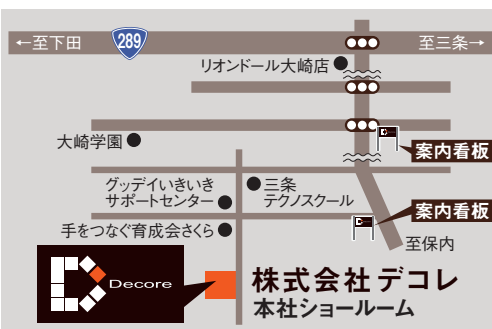 ←至下田
289
至三条→
リオンドール大崎店
大崎学園
案内看板
グッデイいきいき
サポートセンター
三条
テクノスクール
案内看板
手をつなぐ育成会さくら
至保内
Decore
株式会社デコレ
本社ショールーム